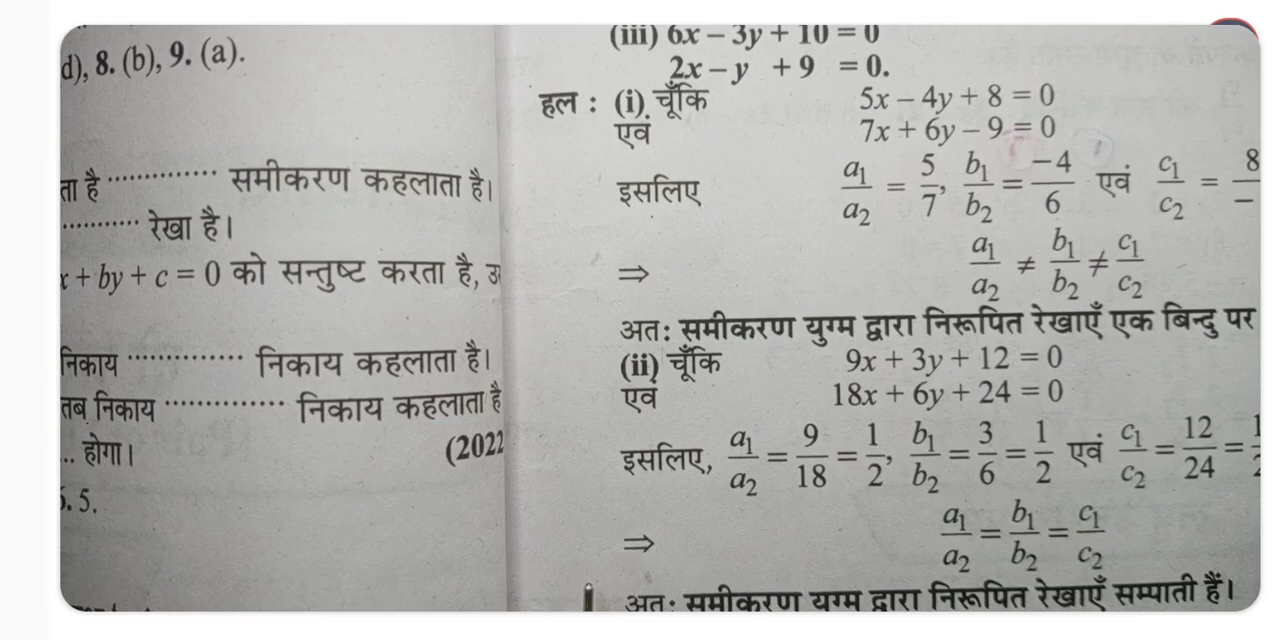 d), 8. (b), 9. (a).
ता है ............. समीकरण कहलाता है।
........... रेखा है।
x + by + c = 0 को सन्तुष्ट करता है,
निकाय ............. निकाय कहलाता है।
तब निकाय ............. निकाय कहलाता है
.. होगा। (2022
5. 5.
(iii) 6x – 3y + 10 = 0
2x – y + 9 = 0.
हल : (i) चूँकि 5x – 4y + 8 = 0
एवं 7x + 6y – 9 = 0
इसलिए a₁/a₂ = 5/7, b₁/b₂ = –4/6 एवं c₁/c₂ = 8/–
⇒ a₁/a₂ ≠ b₁/b₂ ≠ c₁/c₂
अतः समीकरण युग्म द्वारा निरूपित रेखाएँ एक बिन्दु पर
(ii) चूँकि 9x + 3y + 12 = 0
एवं 18x + 6y + 24 = 0
इसलिए, a₁/a₂ = 9/18 = 1/2, b₁/b₂ = 3/6 = 1/2 एवं c₁/c₂ = 12/24 = 1/2
⇒ a₁/a₂ = b₁/b₂ = c₁/c₂
अतः समीकरण युग्म द्वारा निरूपित रेखाएँ सम्पाती हैं।